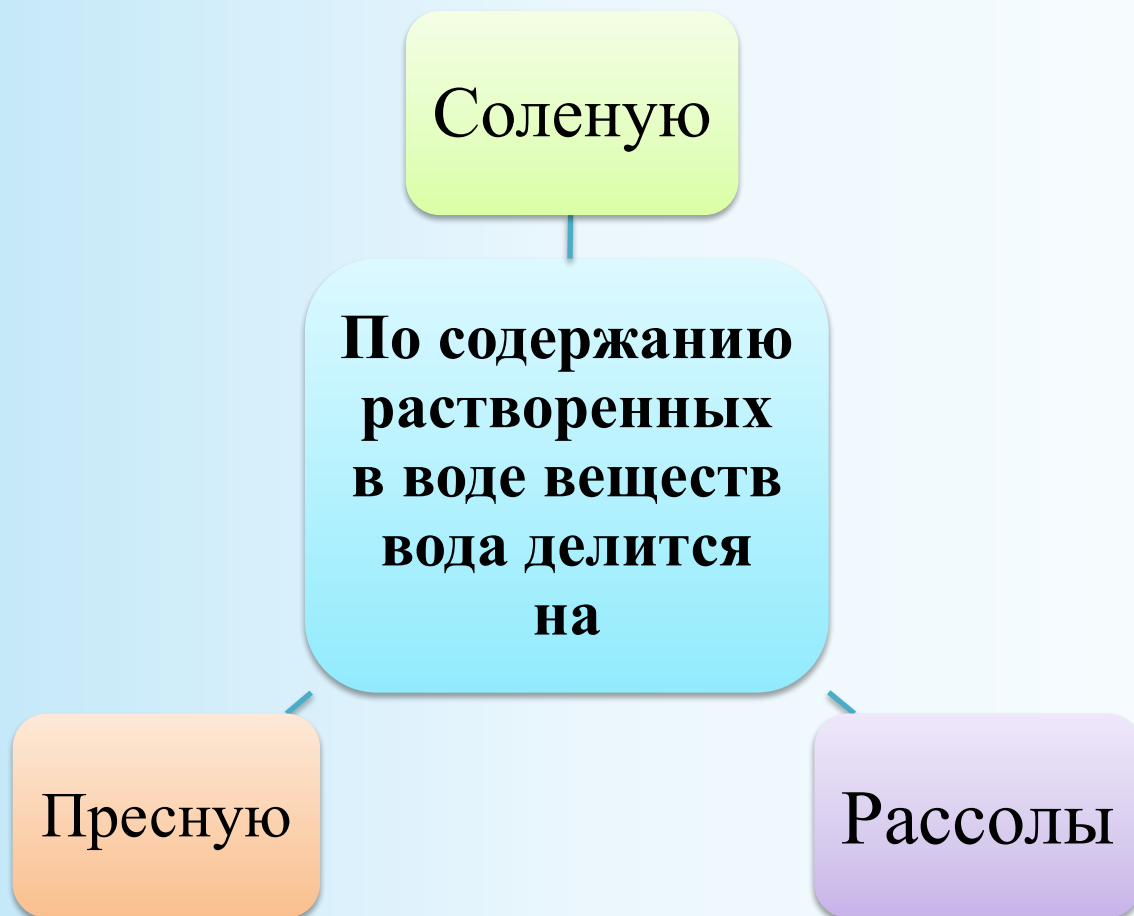 Соленую
По содержанию
растворенных
в воде веществ
вода делится
на
Пресную
Рассолы